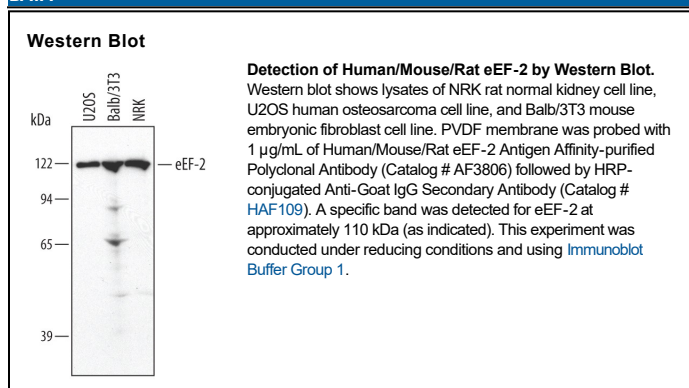 Western Blot
U2OS
Balb/3T3
NRK
kDa
122
94
65
39
eEF-2
Detection of Human/Mouse/Rat eEF-2 by Western Blot.
Western blot shows lysates of NRK rat normal kidney cell line,
U2OS human osteosarcoma cell line, and Balb/3T3 mouse
embryonic fibroblast cell line. PVDF membrane was probed with
1 µg/mL of Human/Mouse/Rat eEF-2 Antigen Affinity-purified
Polyclonal Antibody (Catalog # AF3806) followed by HRP-
conjugated Anti-Goat IgG Secondary Antibody (Catalog #
HAF109). A specific band was detected for eEF-2 at
approximately 110 kDa (as indicated). This experiment was
conducted under reducing conditions and using Immunoblot
Buffer Group 1.